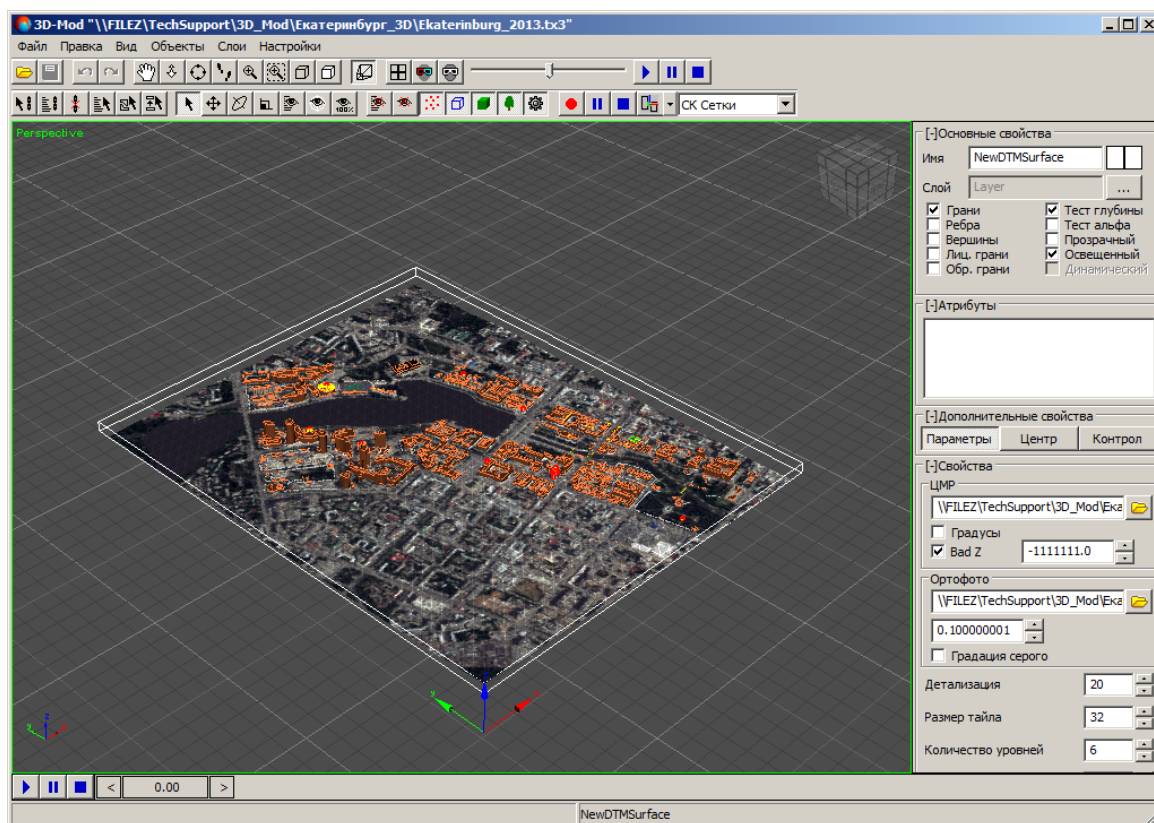 3D-Mod "\\FILEZ\TechSupport\3D_Mod\Екатеринбург_3D\Ekaterinburg_2013.tx3"
Файл Правка Вид Объекты Слои Настройки
100%
СК Сетки
Perspective
[-]Основные свойства
Имя NewDTMSurface
Слой Layer ...
Грани Тест глубины
Ребра Тест альфа
Вершины Прозрачный
Лиц. грани Освещенный
Обр. грани Динамический
[-]Атрибуты
[-]Дополнительные свойства
Параметры Центр Контрол
[-]Свойства
ЦМР
\\FILEZ\TechSupport\3D_Mod\Ека
Градусы
Bad Z -1111111.0
Ортофото
\\FILEZ\TechSupport\3D_Mod\Ека
0.100000001
Градация серого
Детализация 20
Размер тайла 32
Количество уровней 6
z
y
x
< 0.00 >
NewDTMSurface